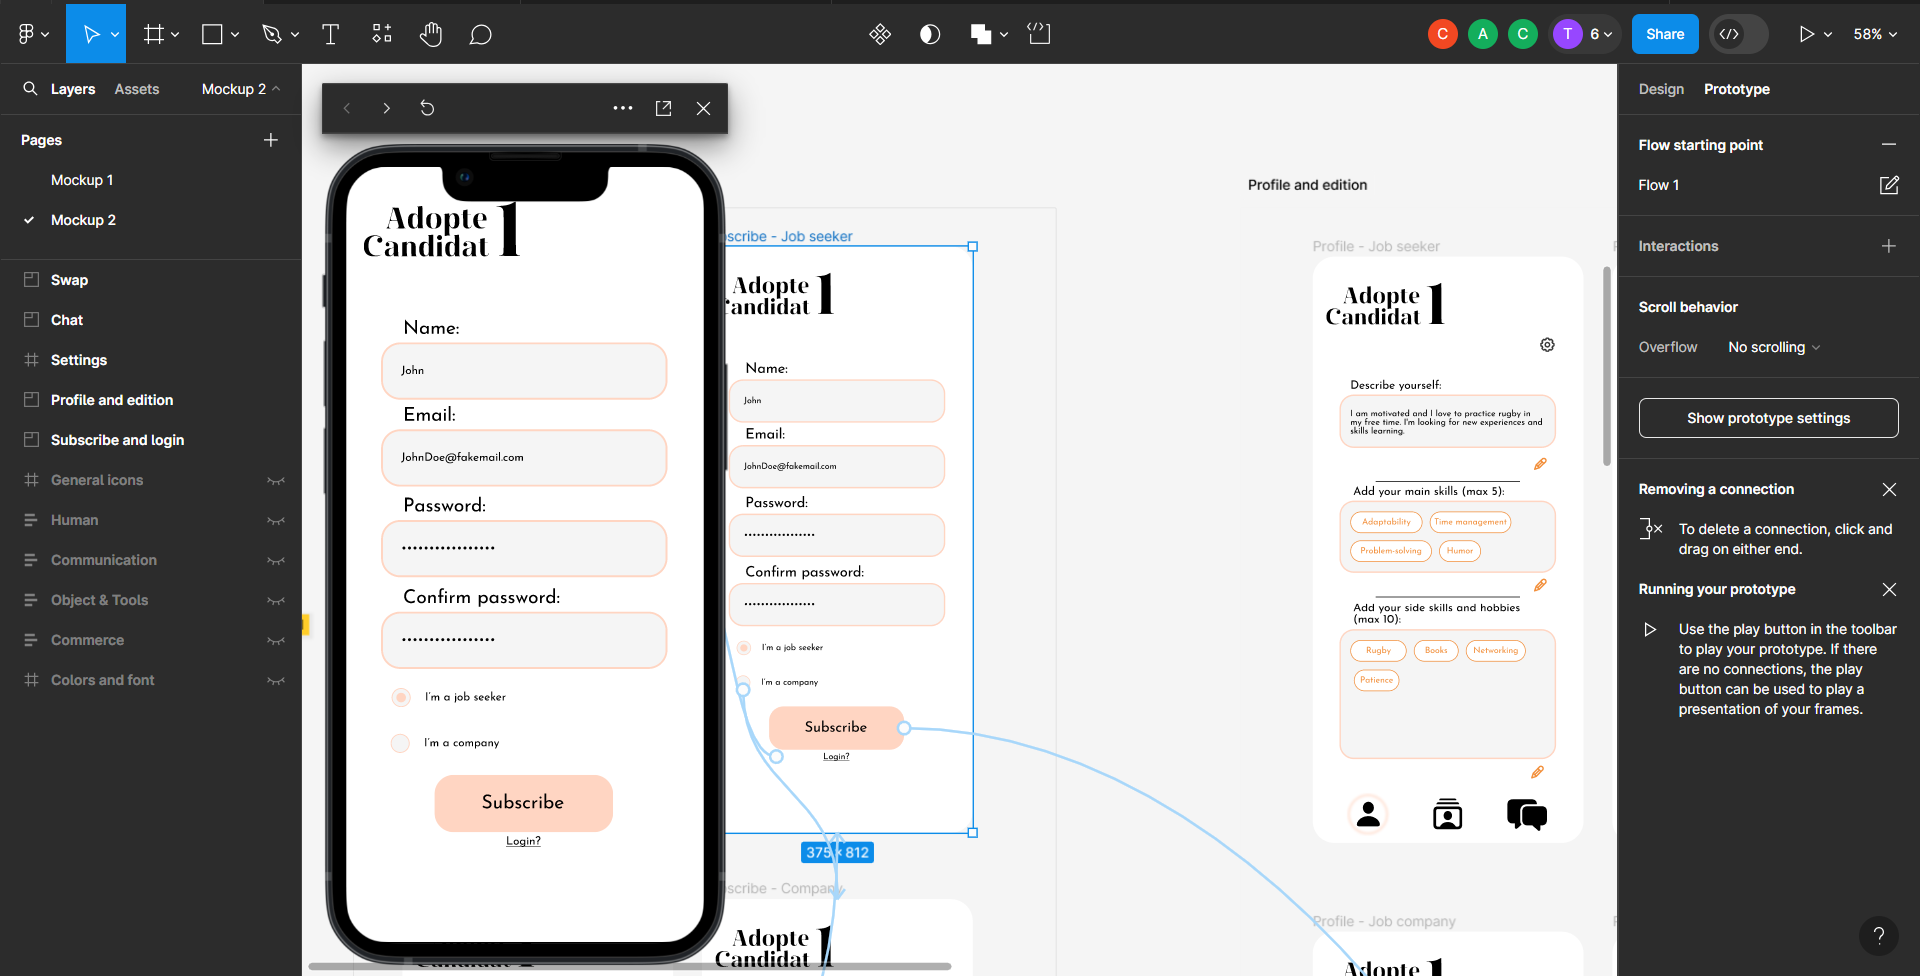 C
A
C
T
6
Share
58%
Layers
Assets
Mockup 2
Pages
Mockup 1
Mockup 2
Swap
Chat
Settings
Profile and edition
Subscribe and login
General icons
Human
Communication
Object & Tools
Commerce
Colors and font
Adopte 1
Candidat
Name:
John
Email:
JohnDoe@fakemail.com
Password:
•••••••••••••••••
Confirm password:
•••••••••••••••••
I'm a job seeker
I'm a company
Subscribe
Login?
scribe - Job seeker
Adopte 1
Candidat
Name:
John
Email:
JohnDoe@fakemail.com
Password:
•••••••••••••••••
Confirm password:
•••••••••••••••••
I'm a job seeker
I'm a company
Subscribe
Login?
375 × 812
scribe - Company
Adopte 1
Candidat
Profile and edition
Profile - Job seeker
Adopte 1
Candidat
Describe yourself:
I am motivated and I love to practice rugby in
my free time. I'm looking for new experiences and
skills learning.
Add your main skills (max 5):
Adaptability
Time management
Problem-solving
Humor
Add your side skills and hobbies
(max 10):
Rugby
Books
Networking
Patience
Profile - Job company
Adopte 1
Design
Prototype
Flow starting point
Flow 1
Interactions
Scroll behavior
Overflow
No scrolling
Show prototype settings
Removing a connection
To delete a connection, click and
drag on either end.
Running your prototype
Use the play button in the toolbar
to play your prototype. If there
are no connections, the play
button can be used to play a
presentation of your frames.
?